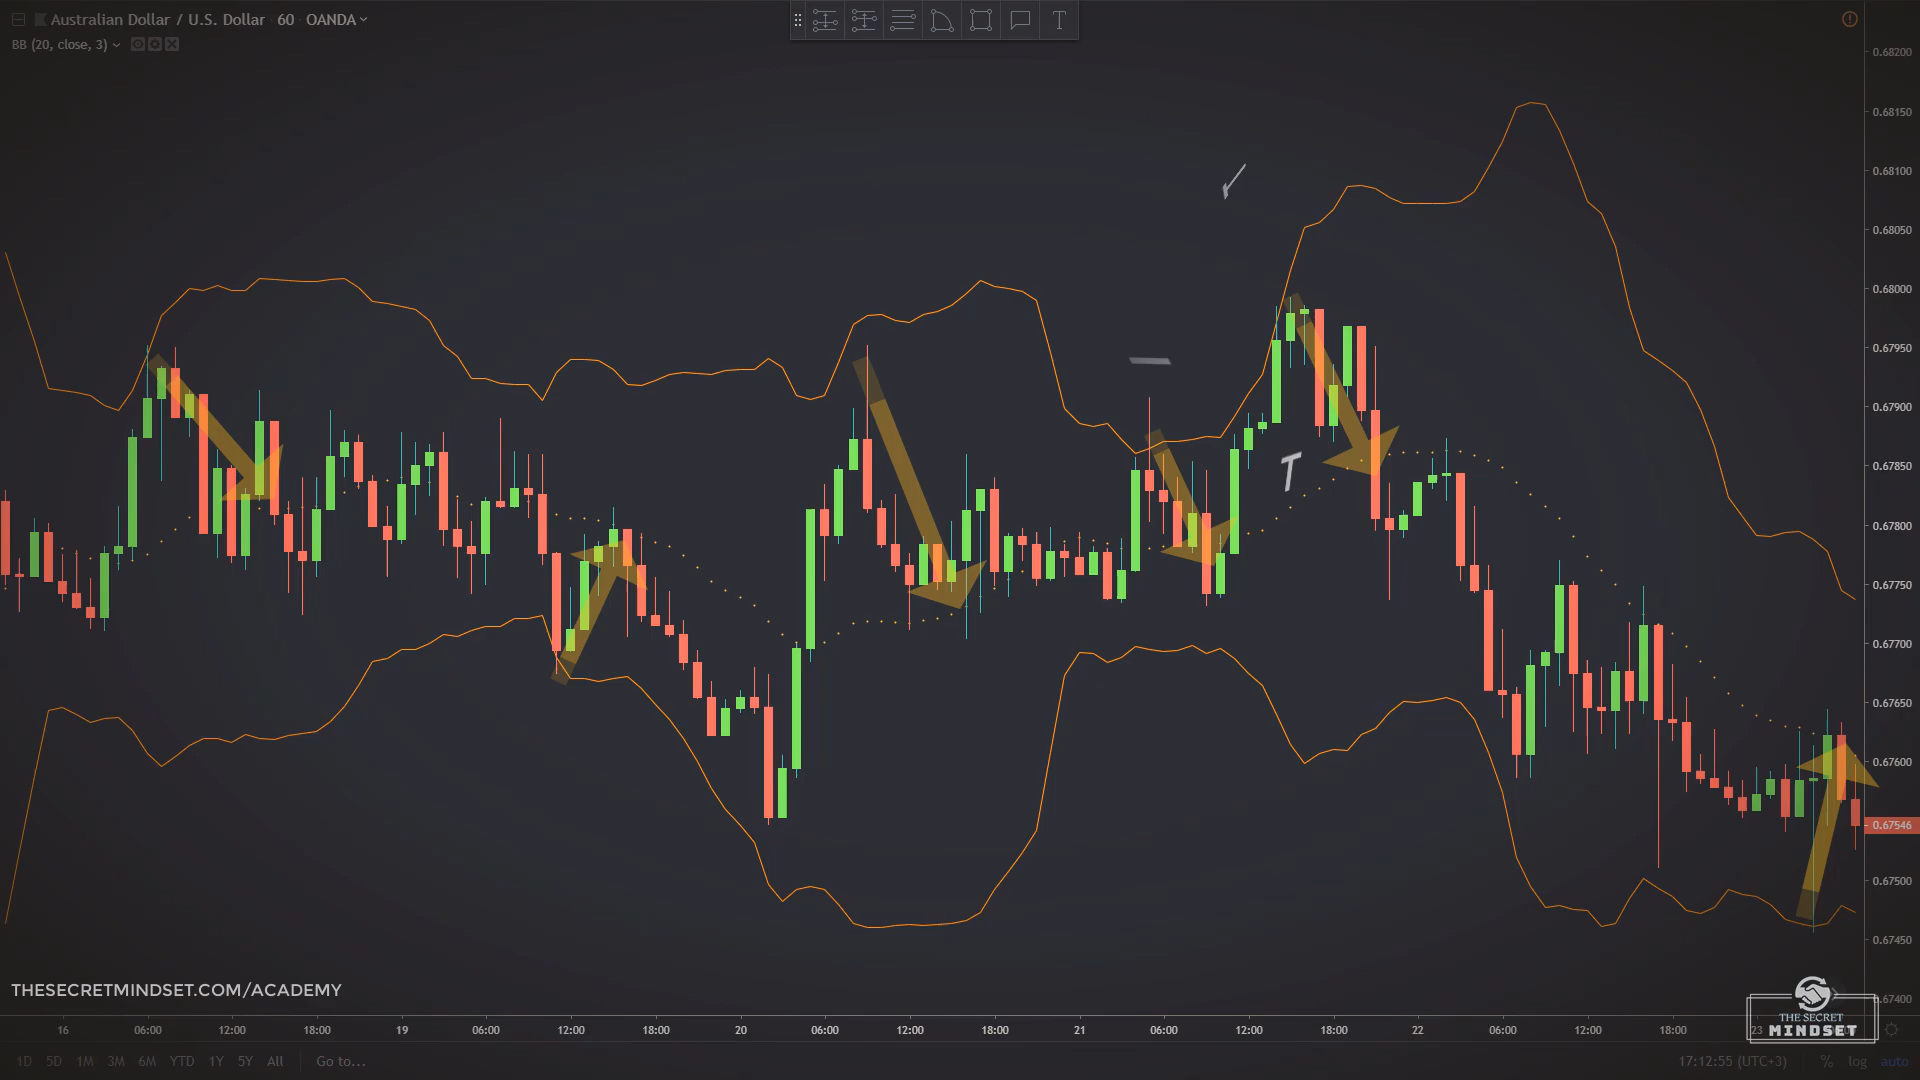 Australian Dollar / U.S. Dollar 60 OANDA
BB (20, close, 3)
T
0.68200
0.68150
0.68100
0.68050
0.68000
0.67950
0.67900
0.67850
0.67800
0.67750
0.67700
0.67650
0.67600
0.67546
0.67500
0.67450
0.67400
T
THESECRETMINDSET.COM/ACADEMY
THE SECRET
MINDSET
16 06:00 12:00 18:00 19 06:00 12:00 18:00 20 06:00 12:00 18:00 21 06:00 12:00 18:00 22 06:00 12:00 18:00 23
1D 5D 1M 3M 6M YTD 1Y 5Y All Go to... 17:12:55 (UTC+3) % log auto